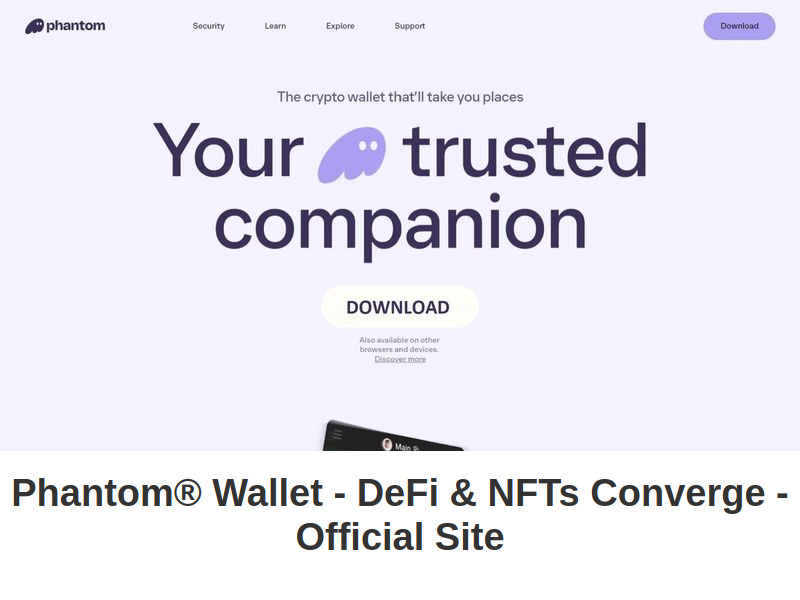 phantom
Security
Learn
Explore
Support
Download
The crypto wallet that'll take you places
Your trusted
companion
DOWNLOAD
Also available on other
browsers and devices.
Discover more
Main
Phantom® Wallet - DeFi & NFTs Converge -
Official Site